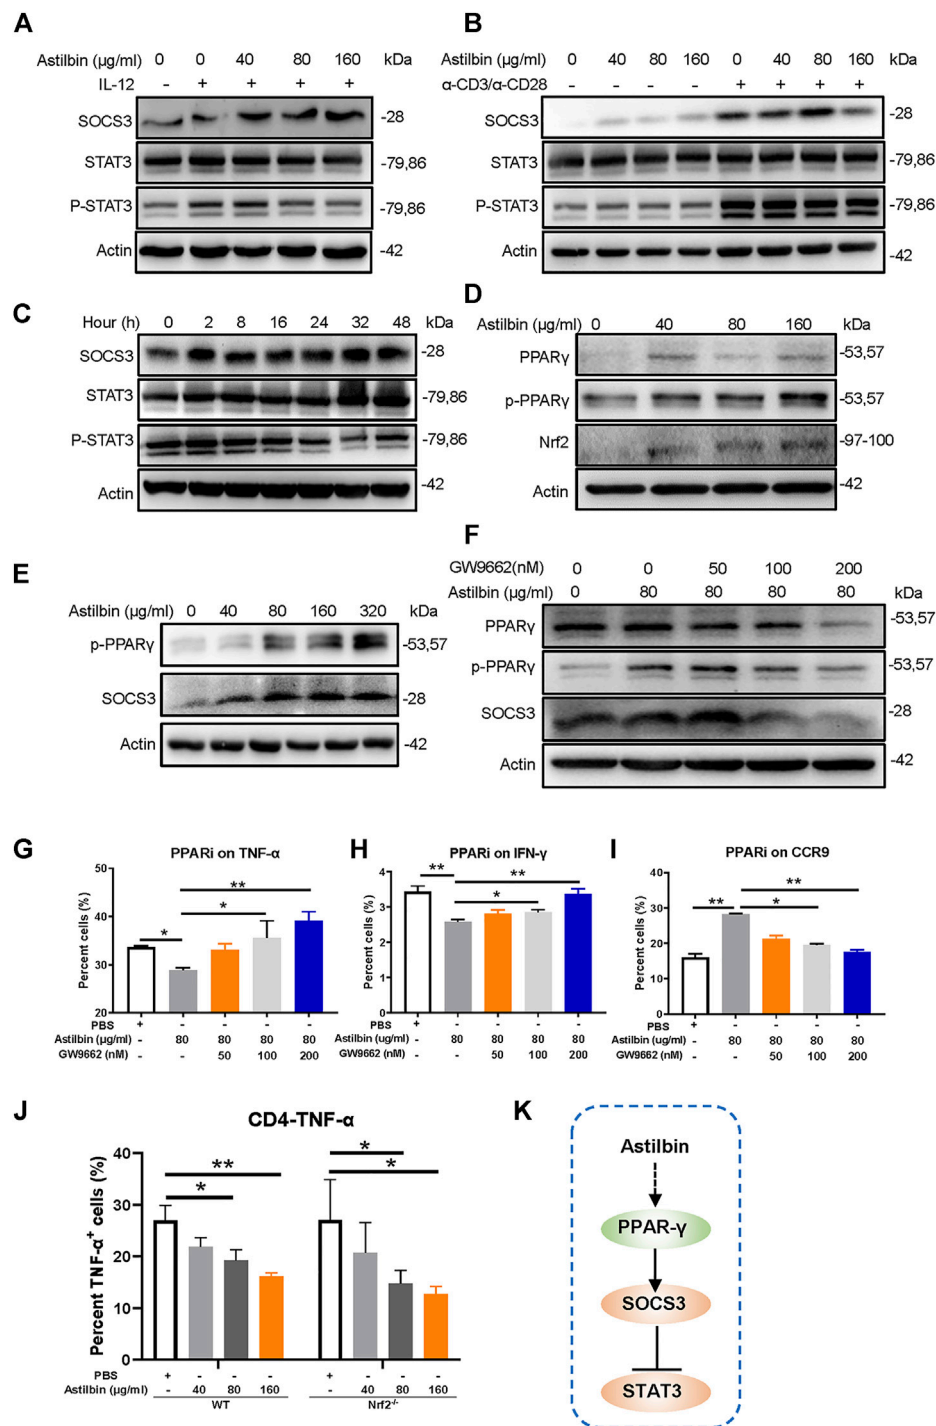 A
Astilbin (µg/ml) 0 0 40 80 160 kDa
IL-12 - + + + +
SOCS3 -28
STAT3 -79,86
P-STAT3 -79,86
Actin -42
B
Astilbin (µg/ml) 0 40 80 160 0 40 80 160 kDa
α-CD3/α-CD28 - - - - + + + +
SOCS3 -28
STAT3 -79,86
P-STAT3 -79,86
Actin -42
C
Hour (h) 0 2 8 16 24 32 48 kDa
SOCS3 -28
STAT3 -79,86
P-STAT3 -79,86
Actin -42
D
Astilbin (µg/ml) 0 40 80 160 kDa
PPARγ -53,57
p-PPARγ -53,57
Nrf2 -97-100
Actin -42
E
Astilbin (µg/ml) 0 40 80 160 320 kDa
p-PPARγ -53,57
SOCS3 -28
Actin -42
F
GW9662(nM) 0 0 50 100 200
Astilbin (µg/ml) 0 80 80 80 80 kDa
PPARγ -53,57
p-PPARγ -53,57
SOCS3 -28
Actin -42
G
PPARi on TNF-α
Percent cells (%)
50
40
30
20
* * **
PBS + - - - -
Astilbin (ug/ml) - 80 80 80 80
GW9662 (nM) - - 50 100 200
H
PPARi on IFN-γ
Percent cells (%)
4
3
2
1
0
** * **
PBS + - - - -
Astilbin (ug/ml) - 80 80 80 80
GW9662 (nM) - - 50 100 200
I
PPARi on CCR9
Percent cells (%)
40
30
20
10
0
** * **
PBS + - - - -
Astilbin (ug/ml) - 80 80 80 80
GW9662 (nM) - - 50 100 200
J
CD4-TNF-α
Percent TNF-α+ cells (%)
40
30
20
10
0
** * * *
PBS + - - - + - - -
Astilbin (µg/ml) - 40 80 160 - 40 80 160
WT Nrf2-/-
K
Astilbin
PPAR-γ
SOCS3
STAT3